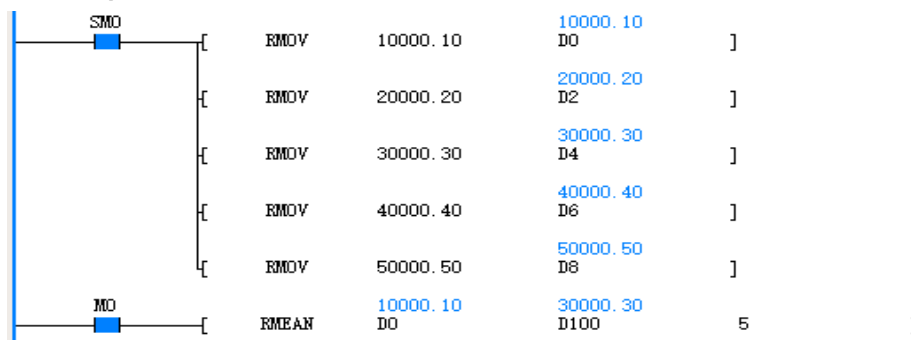 SM0 10000.10
[ RMOV 10000.10 D0 ]
20000.20
[ RMOV 20000.20 D2 ]
30000.30
[ RMOV 30000.30 D4 ]
40000.40
[ RMOV 40000.40 D6 ]
50000.50
[ RMOV 50000.50 D8 ]
M0 10000.10 30000.30
[ RMEAN D0 D100 5